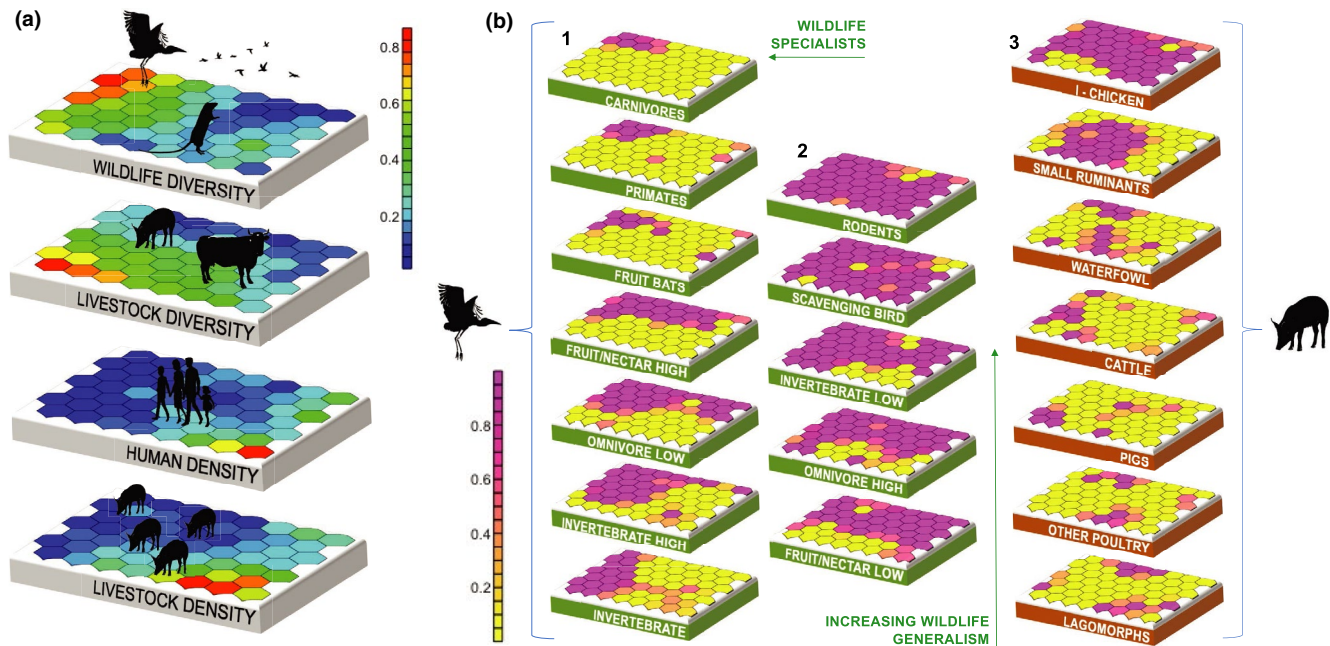 (a)
0.8
0.6
0.4
0.2
WILDLIFE DIVERSITY
LIVESTOCK DIVERSITY
HUMAN DENSITY
LIVESTOCK DENSITY
(b)
1
CARNIVORES
PRIMATES
FRUIT BATS
FRUIT/NECTAR HIGH
OMNIVORE LOW
INVERTEBRATE HIGH
INVERTEBRATE
0.8
0.6
0.4
0.2
WILDLIFE
SPECIALISTS
2
RODENTS
SCAVENGING BIRD
INVERTEBRATE LOW
OMNIVORE HIGH
FRUIT/NECTAR LOW
INCREASING WILDLIFE
GENERALISM
3
I - CHICKEN
SMALL RUMINANTS
WATERFOWL
CATTLE
PIGS
OTHER POULTRY
LAGOMORPHS